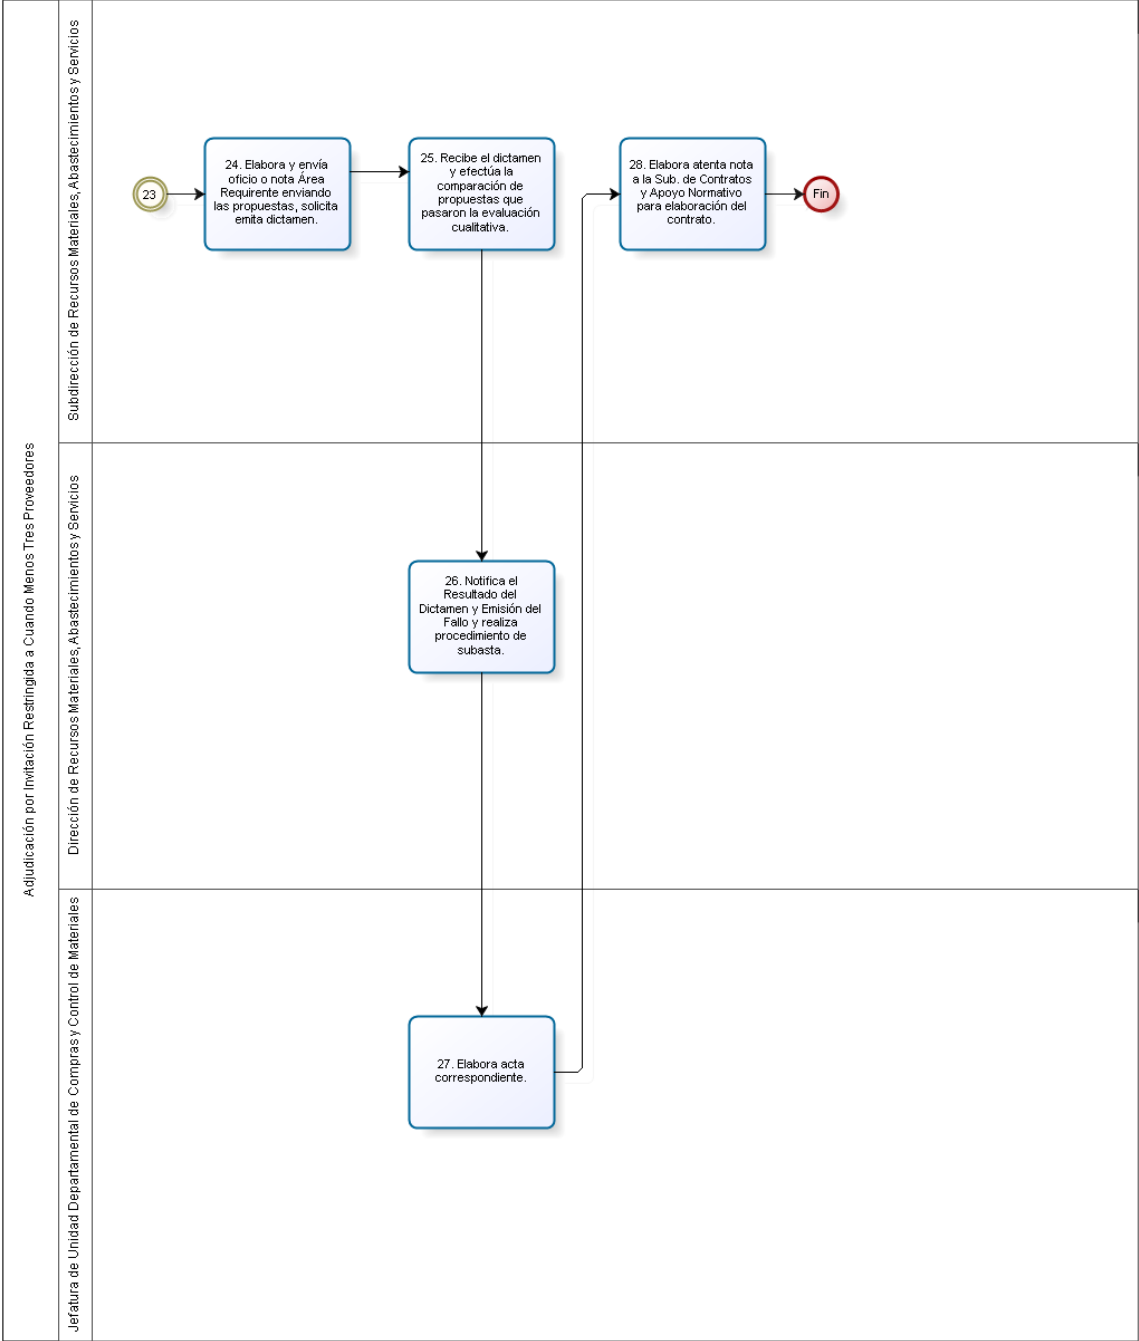 Adjudicación por Invitación Restringida a Cuando Menos Tres Proveedores
Subdirección de Recursos Materiales, Abastecimientos y Servicios
23
24. Elabora y envía
oficio o nota Área
Requirente enviando
las propuestas, solicita
emita dictamen.
25. Recibe el dictamen
y efectúa la
comparación de
propuestas que
pasaron la evaluación
cualitativa.
28. Elabora atenta nota
a la Sub. de Contratos
y Apoyo Normativo
para elaboración del
contrato.
Fin
Dirección de Recursos Materiales, Abastecimientos y Servicios
26. Notifica el
Resultado del
Dictamen y Emisión del
Fallo y realiza
procedimiento de
subasta.
Jefatura de Unidad Departamental de Compras y Control de Materiales
27. Elabora acta
correspondiente.